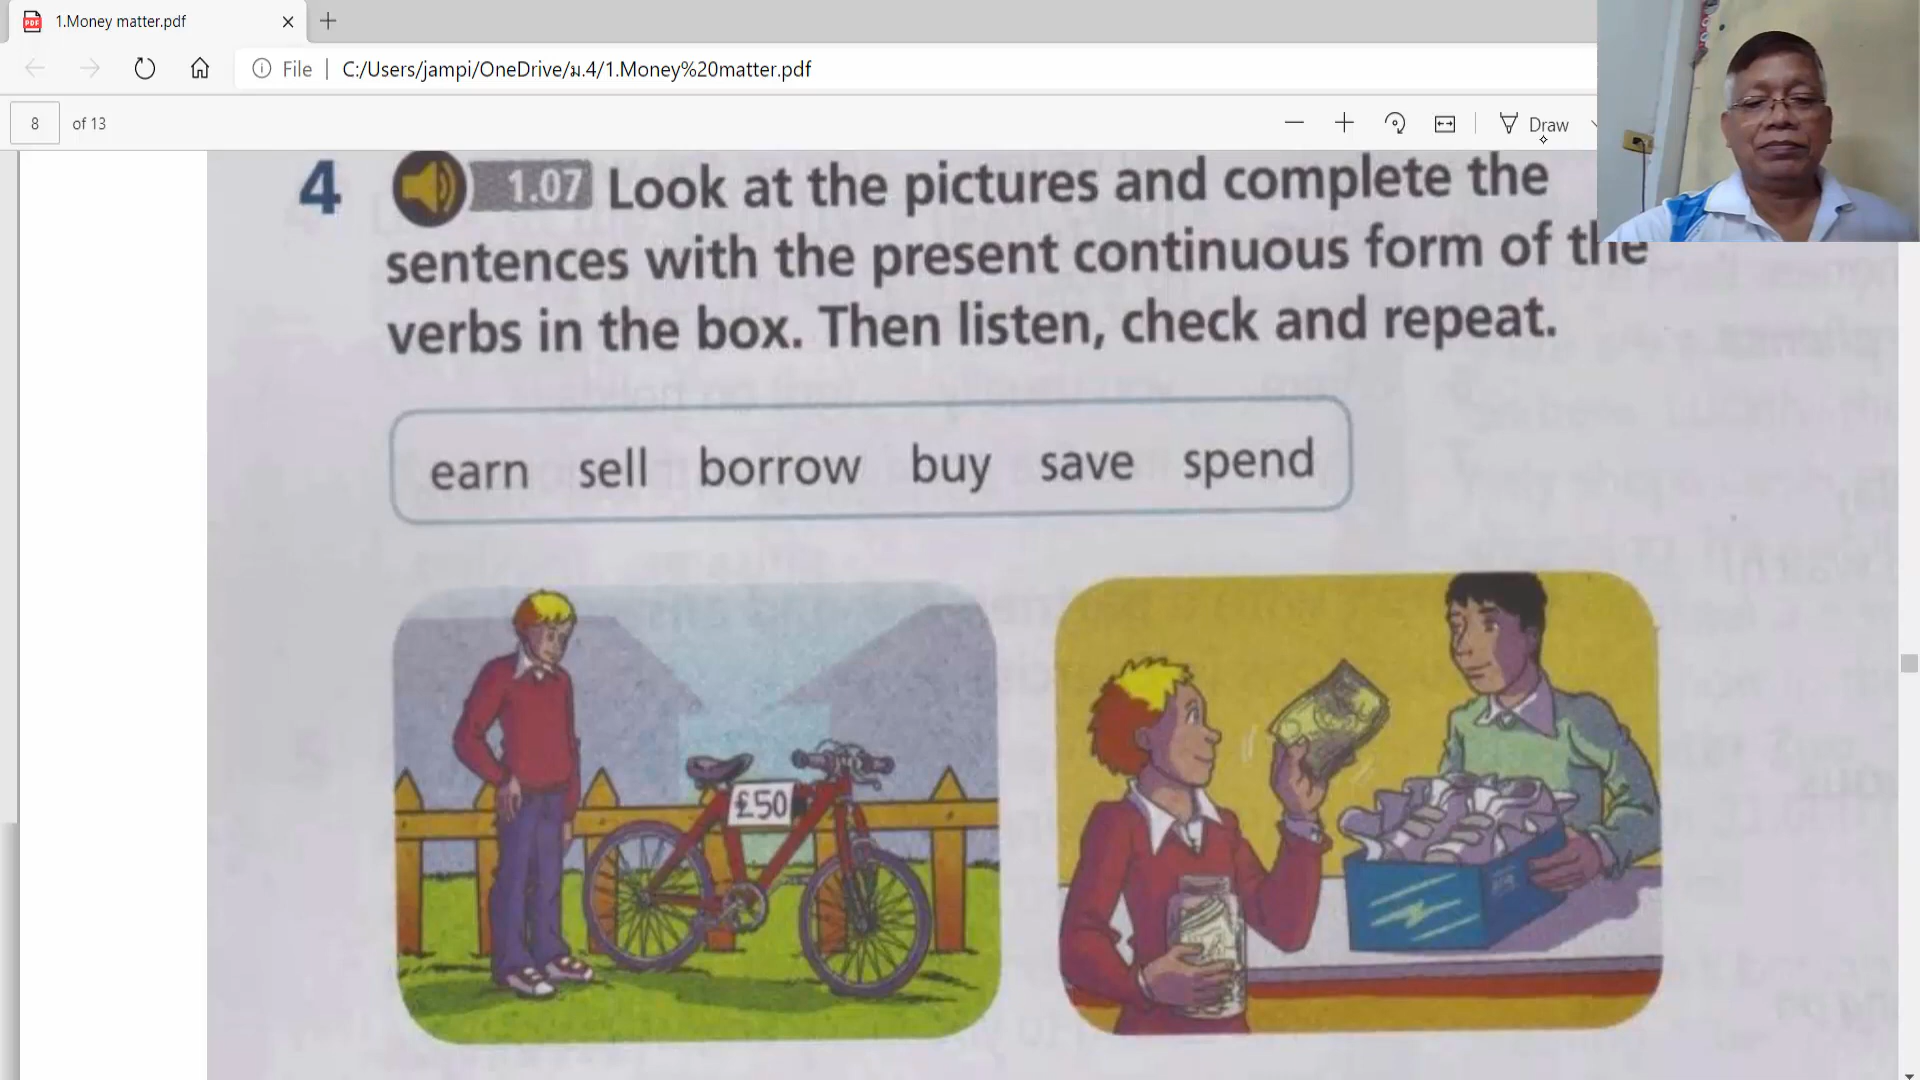 1.Money matter.pdf
File | C:/Users/jampi/OneDrive/ม.4/1.Money%20matter.pdf
8 of 13
Draw
4 1.07 Look at the pictures and complete the
sentences with the present continuous form of the
verbs in the box. Then listen, check and repeat.
earn sell borrow buy save spend
£50